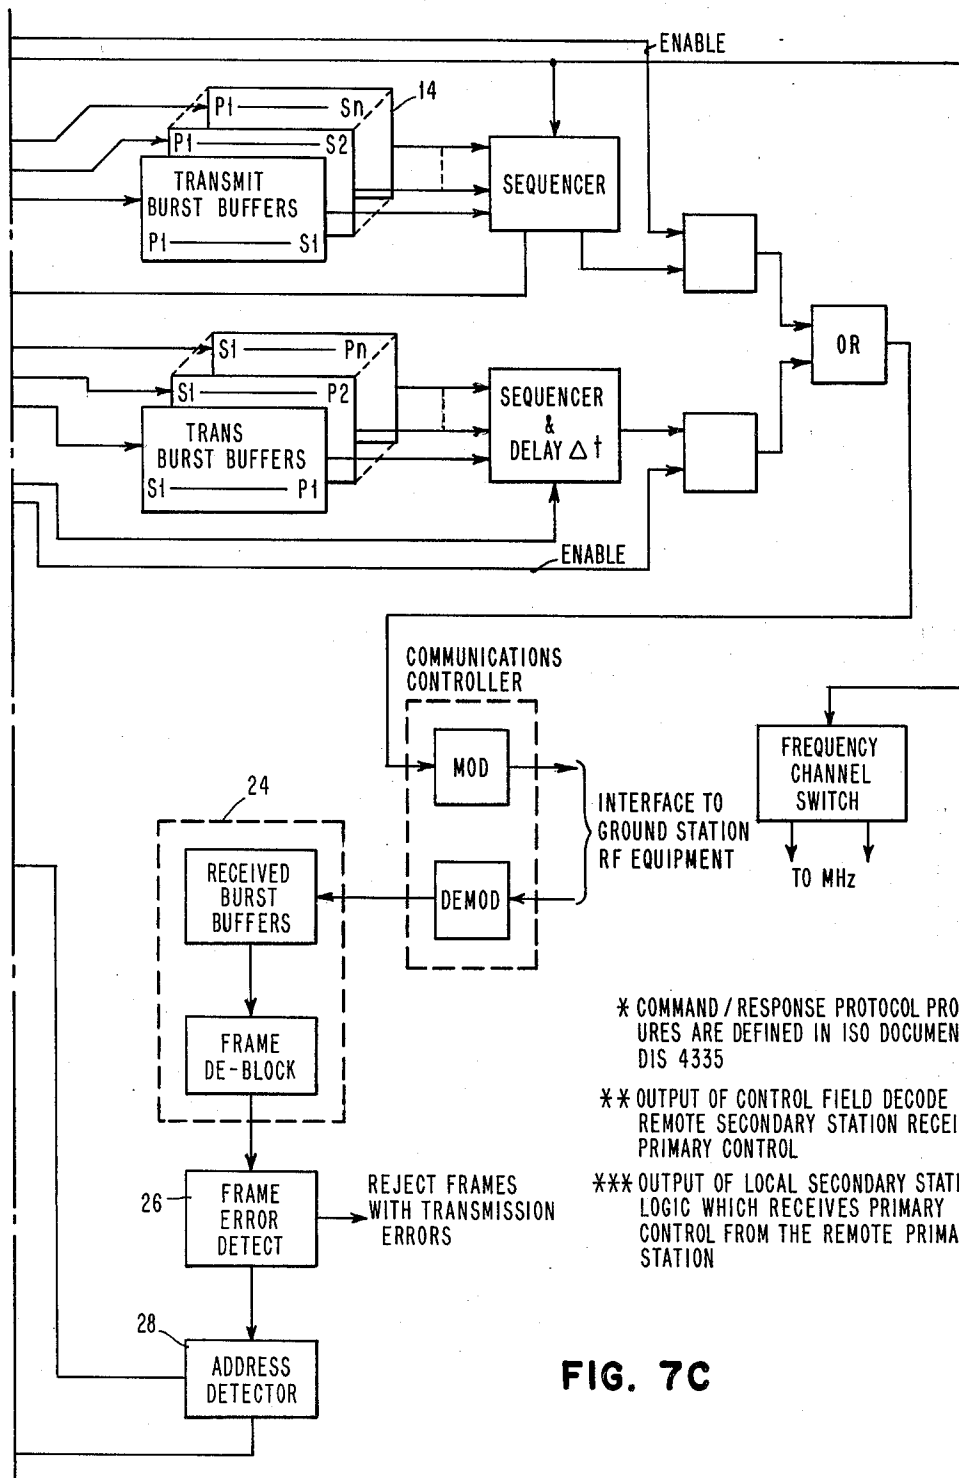 ENABLE
14
P1 Sn
P1 S2
TRANSMIT
BURST BUFFERS
P1 S1
SEQUENCER
OR
S1 Pn
S1 P2
TRANS
BURST BUFFERS
S1 P1
SEQUENCER
&
DELAY Δt
ENABLE
COMMUNICATIONS
CONTROLLER
MOD
DEMOD
INTERFACE TO
GROUND STATION
RF EQUIPMENT
FREQUENCY
CHANNEL
SWITCH
TO MHz
24
RECEIVED
BURST
BUFFERS
FRAME
DE-BLOCK
26
FRAME
ERROR
DETECT
REJECT FRAMES
WITH TRANSMISSION
ERRORS
28
ADDRESS
DETECTOR
* COMMAND / RESPONSE PROTOCOL PRO
URES ARE DEFINED IN ISO DOCUMEN
DIS 4335
** OUTPUT OF CONTROL FIELD DECODE
REMOTE SECONDARY STATION RECEI
PRIMARY CONTROL
*** OUTPUT OF LOCAL SECONDARY STATI
LOGIC WHICH RECEIVES PRIMARY
CONTROL FROM THE REMOTE PRIMA
STATION
FIG. 7C